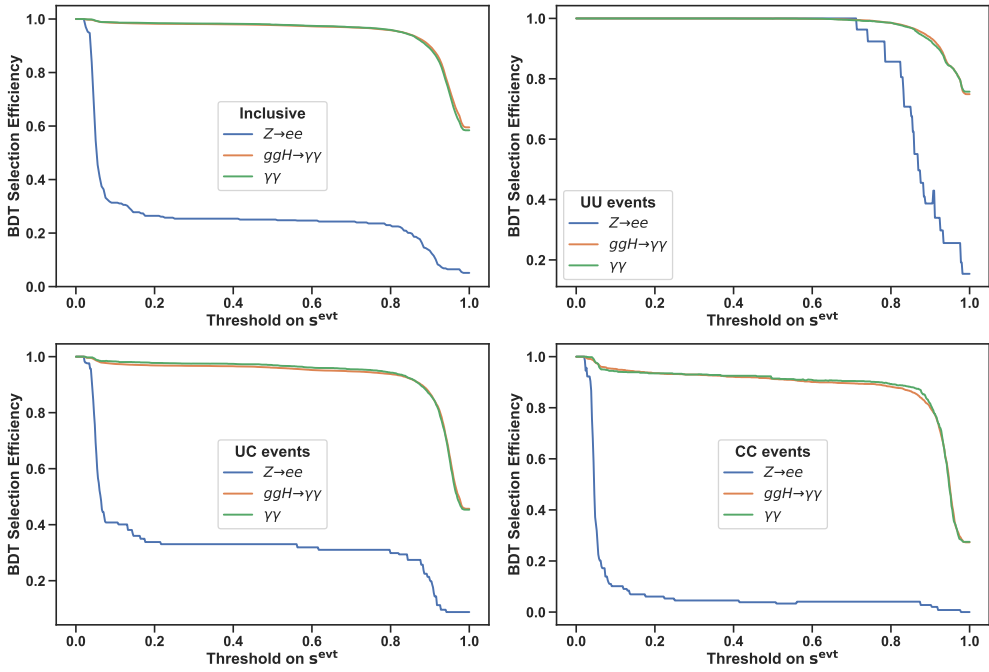 BDT Selection Efficiency
1.0
0.8
0.6
0.4
0.2
0.0
Inclusive
Z→ee
ggH→γγ
γγ
0.0 0.2 0.4 0.6 0.8 1.0
Threshold on s^evt
BDT Selection Efficiency
1.0
0.8
0.6
0.4
0.2
UU events
Z→ee
ggH→γγ
γγ
0.0 0.2 0.4 0.6 0.8 1.0
Threshold on s^evt
BDT Selection Efficiency
1.0
0.8
0.6
0.4
0.2
UC events
Z→ee
ggH→γγ
γγ
0.0 0.2 0.4 0.6 0.8 1.0
Threshold on s^evt
BDT Selection Efficiency
1.0
0.8
0.6
0.4
0.2
0.0
CC events
Z→ee
ggH→γγ
γγ
0.0 0.2 0.4 0.6 0.8 1.0
Threshold on s^evt